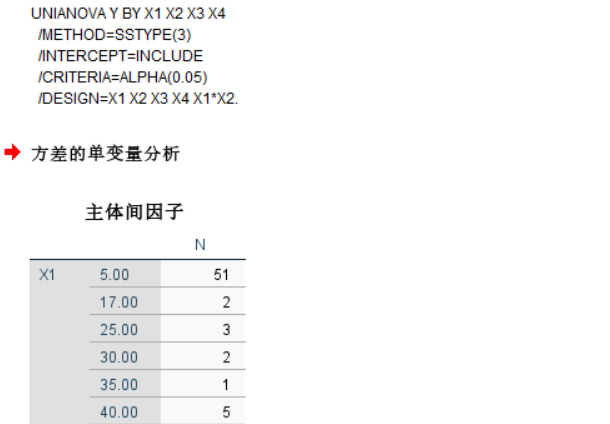 UNIANOVA Y BY X1 X2 X3 X4
/METHOD=SSTYPE(3)
/INTERCEPT=INCLUDE
/CRITERIA=ALPHA(0.05)
/DESIGN=X1 X2 X3 X4 X1*X2.
方差的单变量分析
主体间因子
N
X1 5.00 51
17.00 2
25.00 3
30.00 2
35.00 1
40.00 5